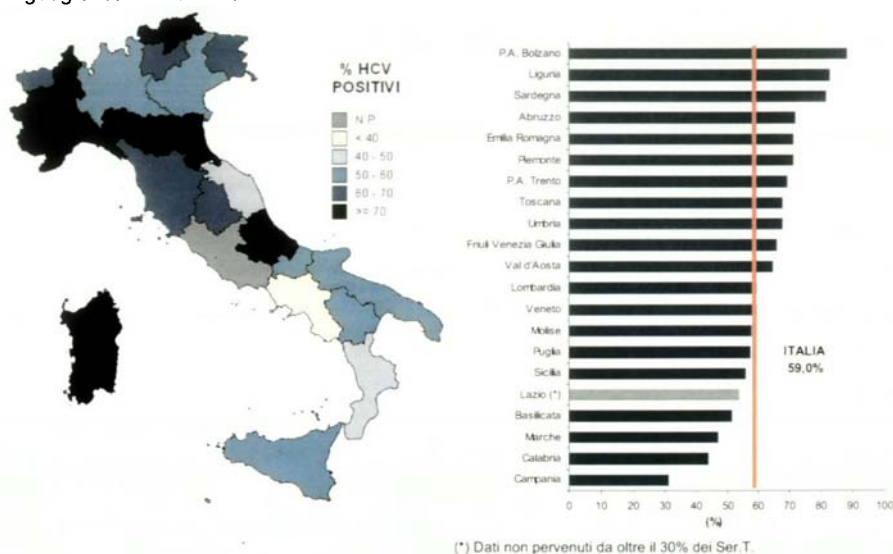 % HCV
POSITIVI
N.P.
< 40
40 - 50
50 - 60
60 - 70
>= 70
P.A. Bolzano
Liguria
Sardegna
Abruzzo
Emilia Romagna
Piemonte
P.A. Trento
Toscana
Umbria
Friuli Venezia Giulia
Val d'Aosta
Lombardia
Veneto
Molise
Puglia
Sicilia
Lazio (*)
Basilicata
Marche
Calabria
Campania
ITALIA
59,0%
0 10 20 30 40 50 60 70 80 90 100
(%)
(*) Dati non pervenuti da oltre il 30% dei Ser.T.